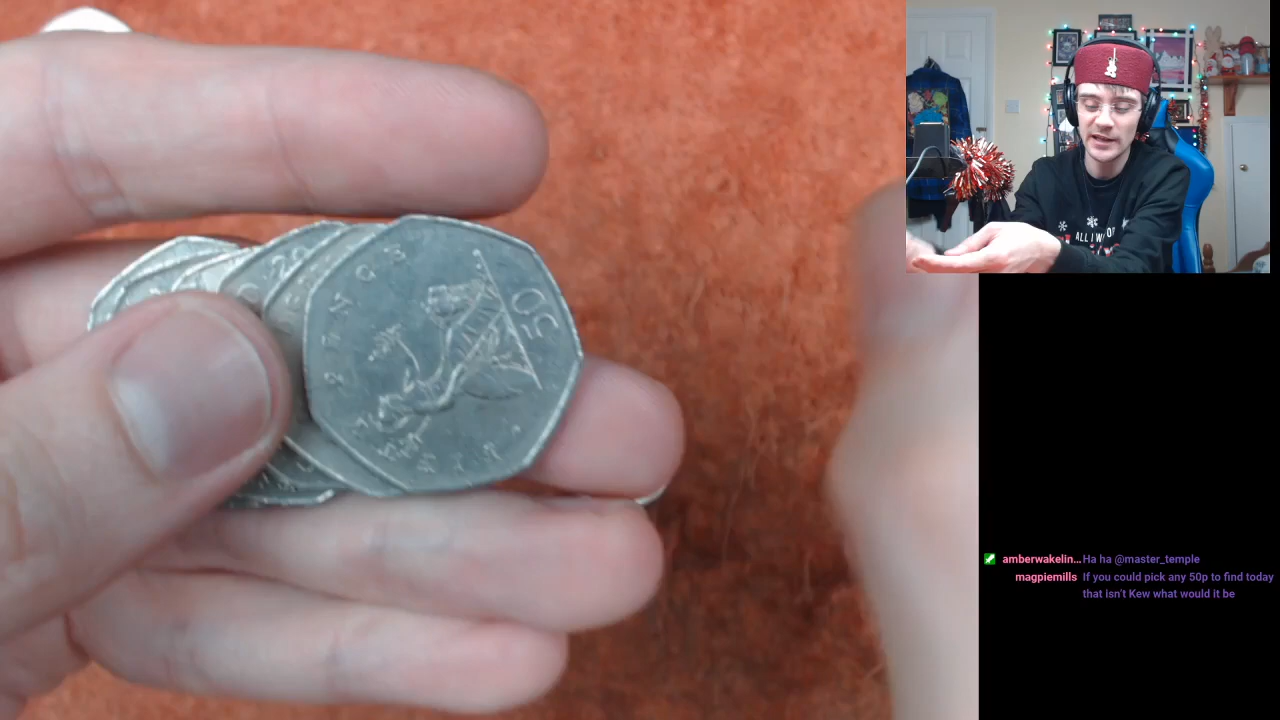 50
ALL I W
amberwakelin... Ha ha @master_temple
magpiemills If you could pick any 50p to find today
that isn't Kew what would it be